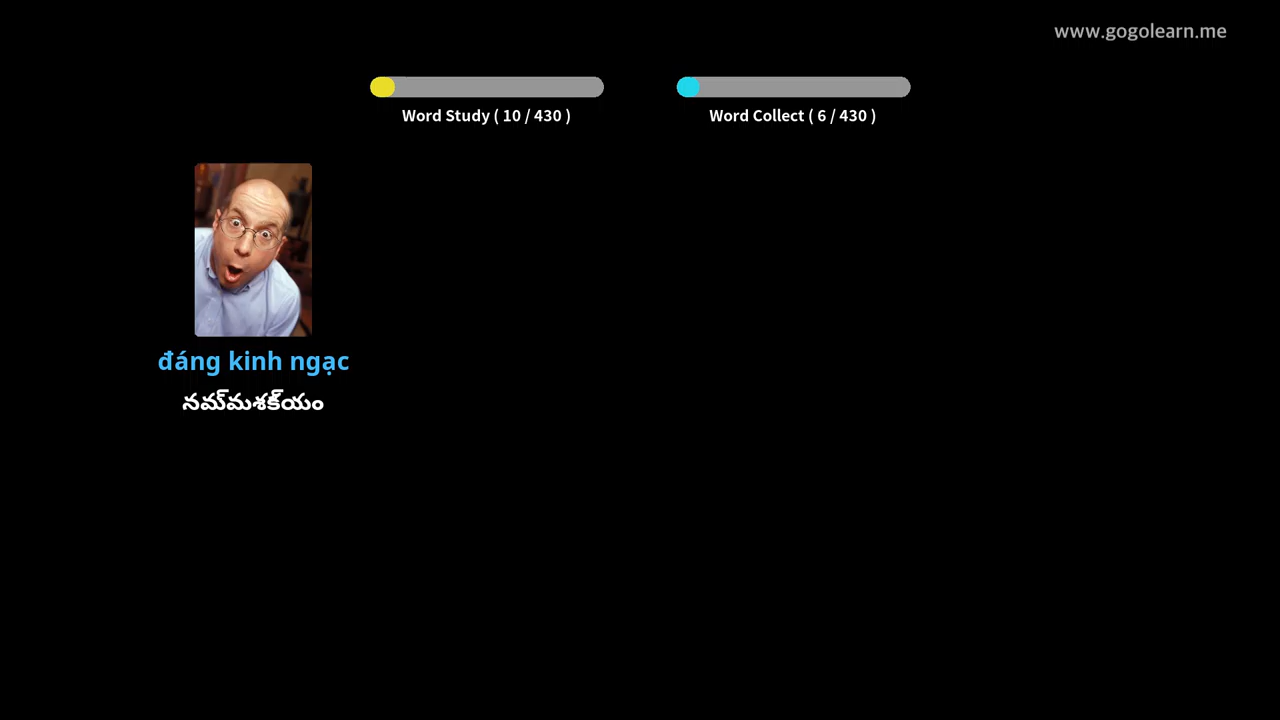 www.gogolearn.me
Word Study ( 10 / 430 )
Word Collect ( 6 / 430 )
đáng kinh ngạc
నమ్‌మశక్‌యం